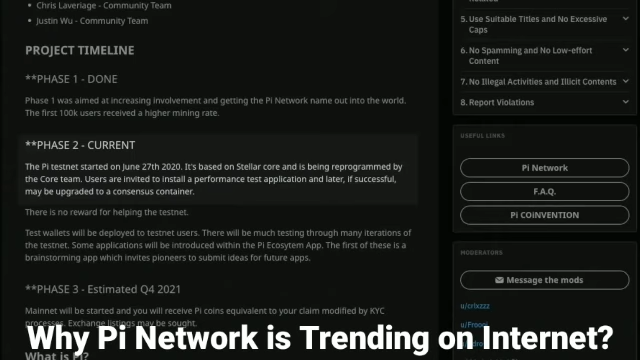 Chris Laveriage - Community Team
Justin Wu - Community Team
PROJECT TIMELINE
**PHASE 1 - DONE
Phase 1 was aimed at increasing involvement and getting the Pi Network name out into the world.
The first 100k users received a higher mining rate.
**PHASE 2 - CURRENT
The Pi testnet started on June 27th 2020. It's based on Stellar core and is being reprogrammed by
the Core team. Users are invited to install a performance test application and later, if successful,
may be upgraded to a consensus container.
There is no reward for helping the testnet.
Test wallets will be deployed to testnet users. There will be much testing through many iterations of
the testnet. Some applications will be introduced within the Pi Ecosytem App. The first of these is a
brainstorming app which invites pioneers to submit ideas for future apps.
**PHASE 3 - Estimated Q4 2021
Mainnet will be started and you will receive Pi coins equivalent to your claim modified by KYC
processes. Exchange listings may be sought.
What is Pi?
5. Use Suitable Titles and No Excessive
Caps
6. No Spamming and No Low-effort
Content
7. No Illegal Activities and Illicit Contents
8. Report Violations
USEFUL LINKS
Pi Network
F.A.Q.
Pi COiNVENTION
MODERATORS
Message the mods
u/crixzzz
Why Pi Network is Trending on Internet?